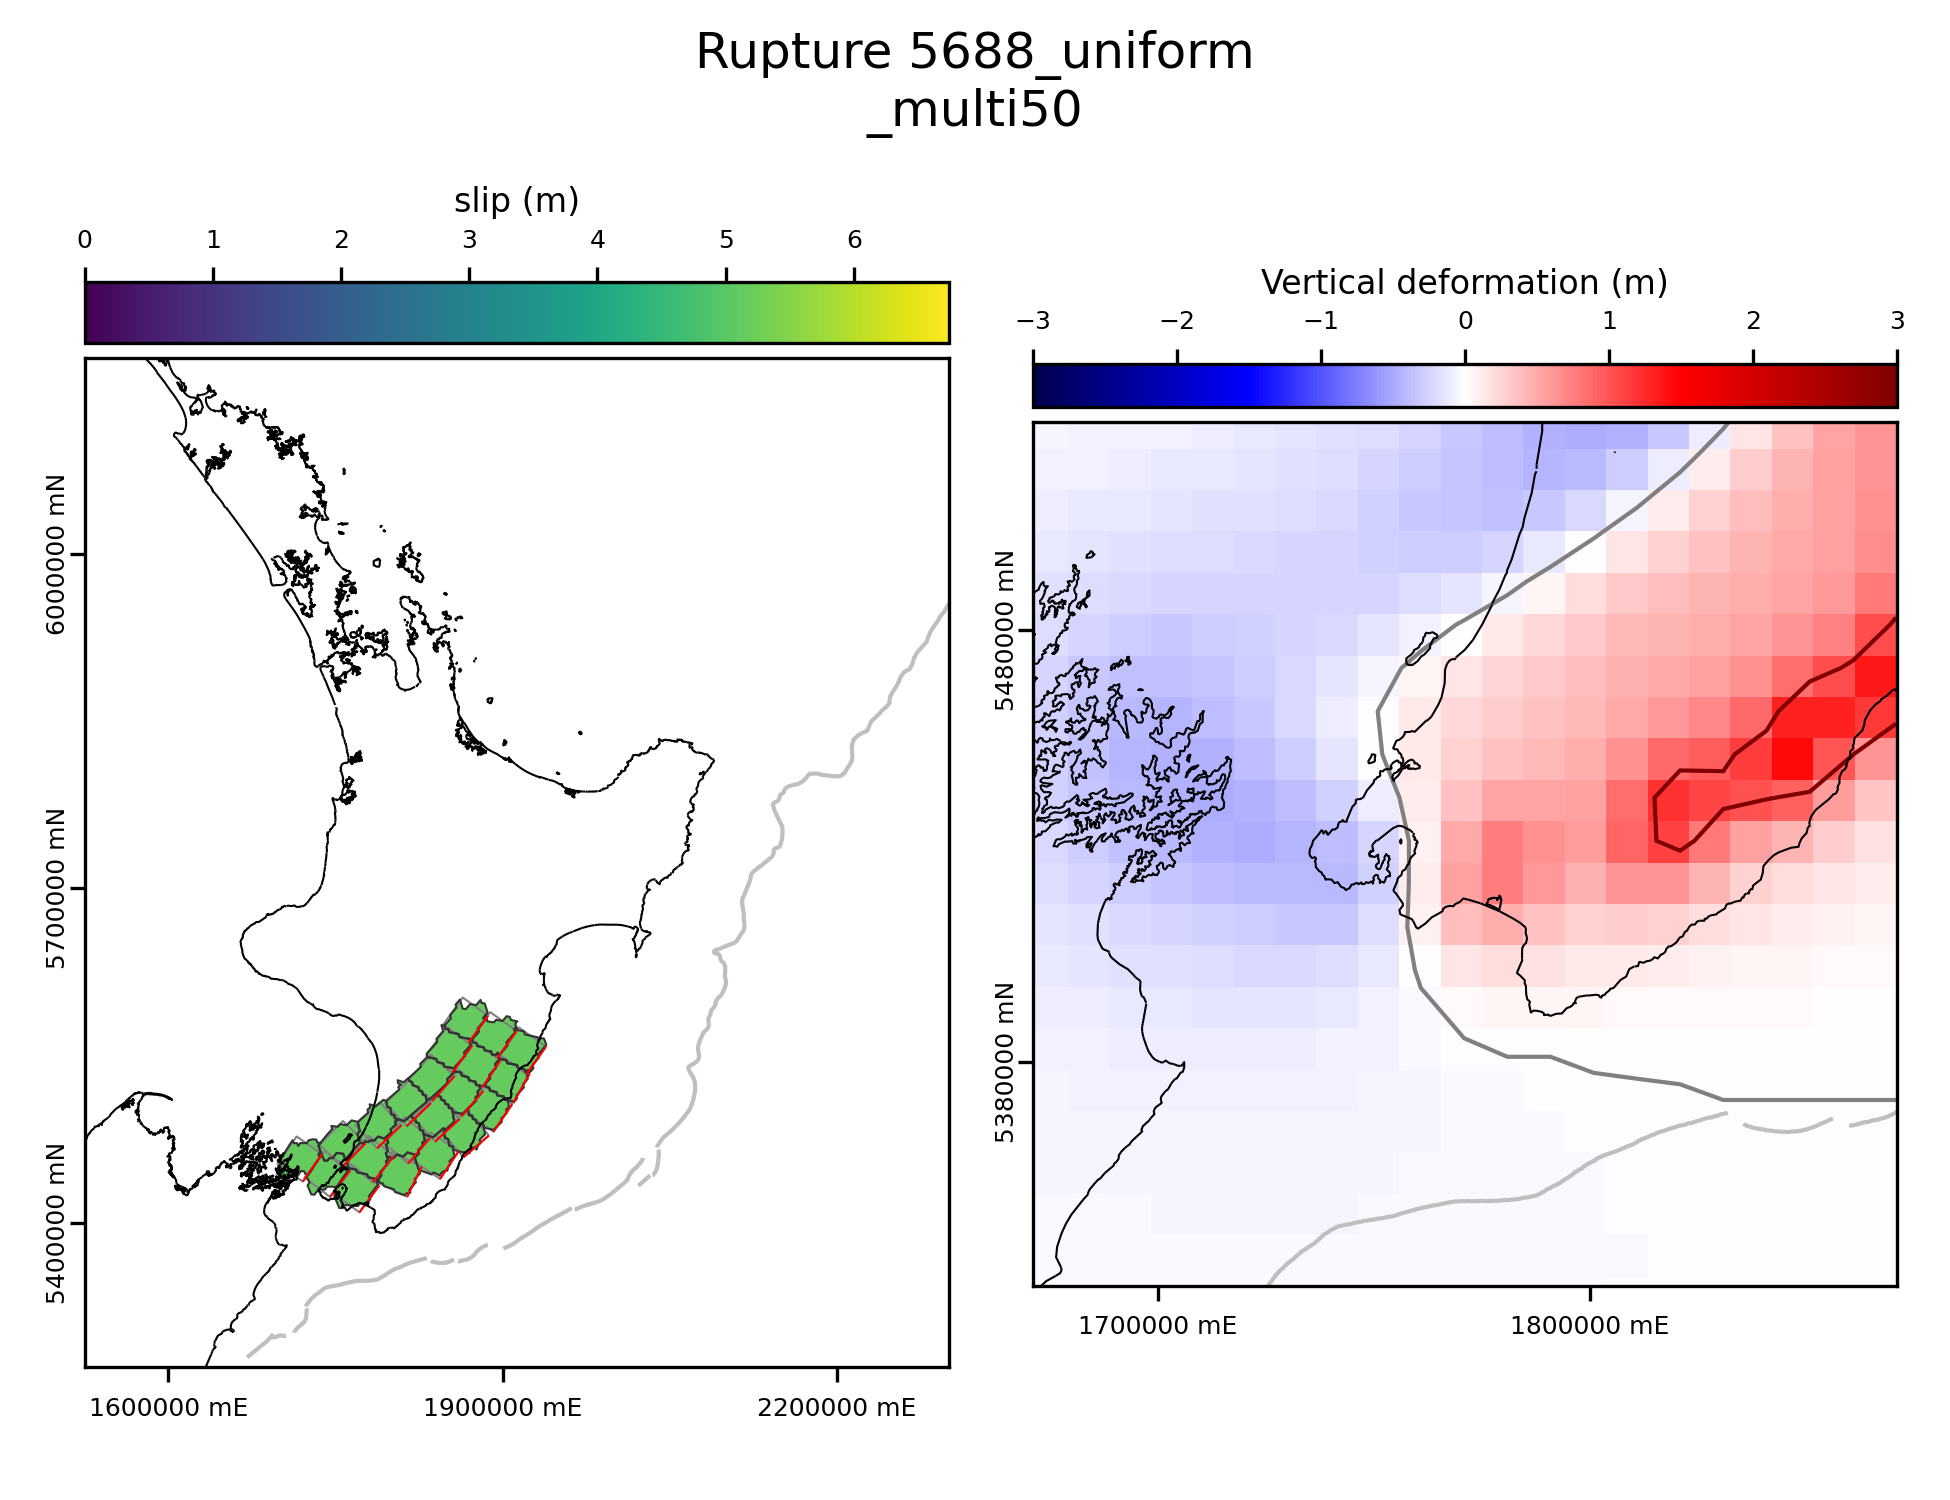 Rupture 5688_uniform
_multi50
slip (m)
0 1 2 3 4 5 6
Vertical deformation (m)
−3 −2 −1 0 1 2 3
6000000 mN
5700000 mN
5400000 mN
1600000 mE 1900000 mE 2200000 mE
5480000 mN
5380000 mN
1700000 mE 1800000 mE